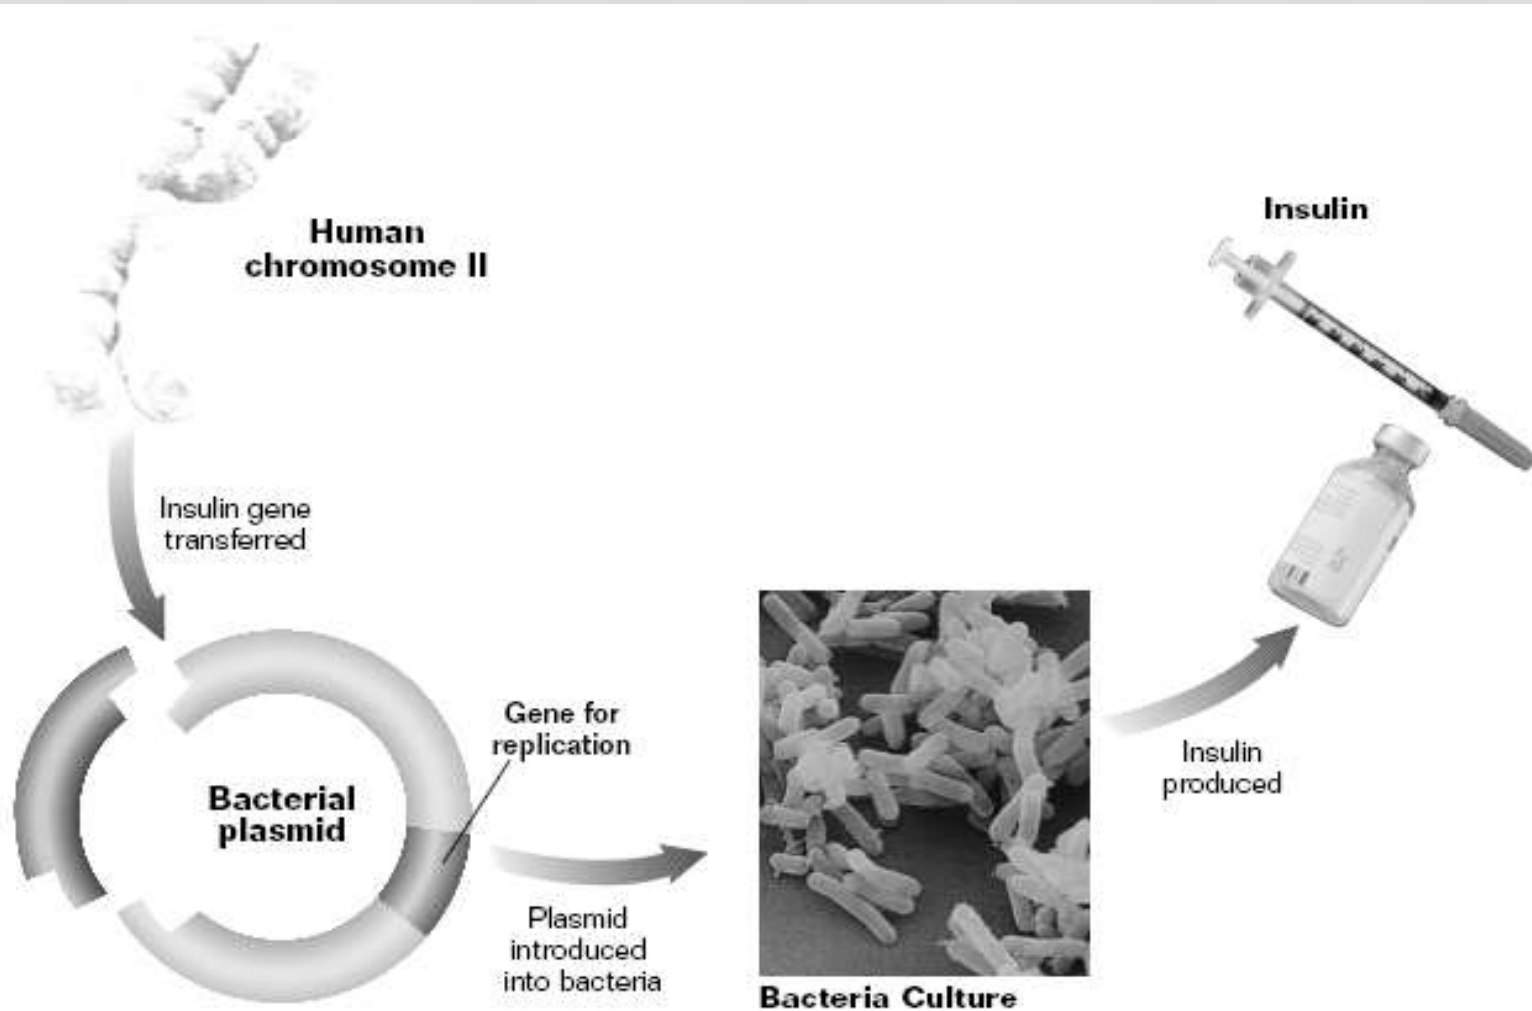 Human
chromosome II
Insulin
Insulin gene
transferred
Gene for
replication
Bacterial
plasmid
Insulin
produced
Plasmid
introduced
into bacteria
Bacteria Culture